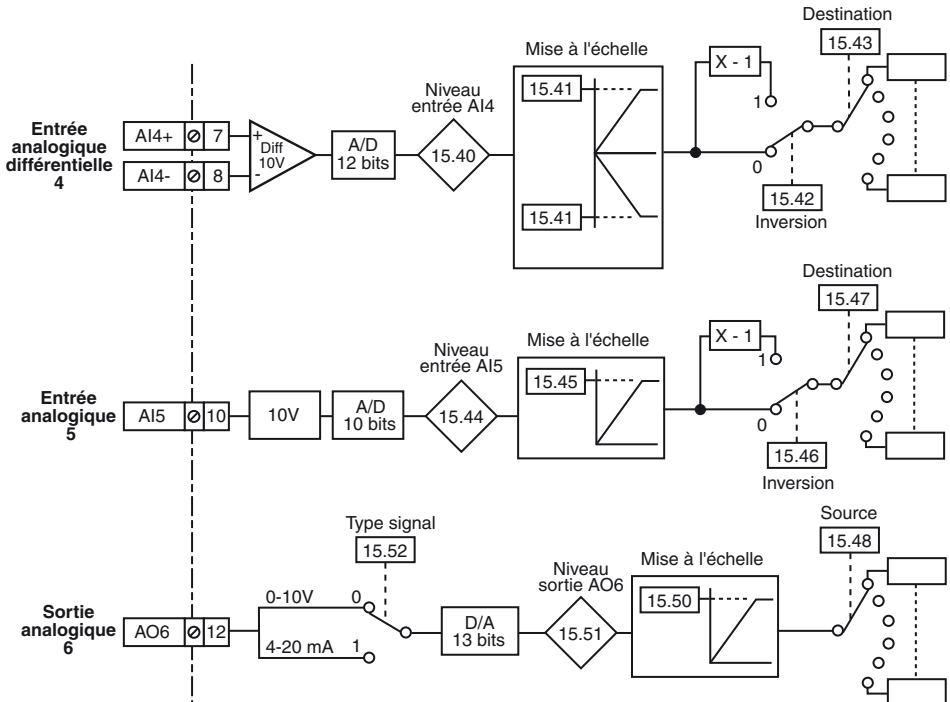 Entrée
analogique
différentielle
4
AI4+ 7
AI4- 8
+
Diff
10V
-
A/D
12 bits
Niveau
entrée AI4
15.40
Mise à l'échelle
15.41
15.41
X - 1
1
0
15.42
Inversion
Destination
15.43
Entrée
analogique
5
AI5 10
10V
A/D
10 bits
Niveau
entrée AI5
15.44
Mise à l'échelle
15.45
X - 1
1
0
15.46
Inversion
Destination
15.47
Sortie
analogique
6
AO6 12
0-10V 0
4-20 mA 1
Type signal
15.52
D/A
13 bits
Niveau
sortie AO6
15.51
Mise à l'échelle
15.50
Source
15.48